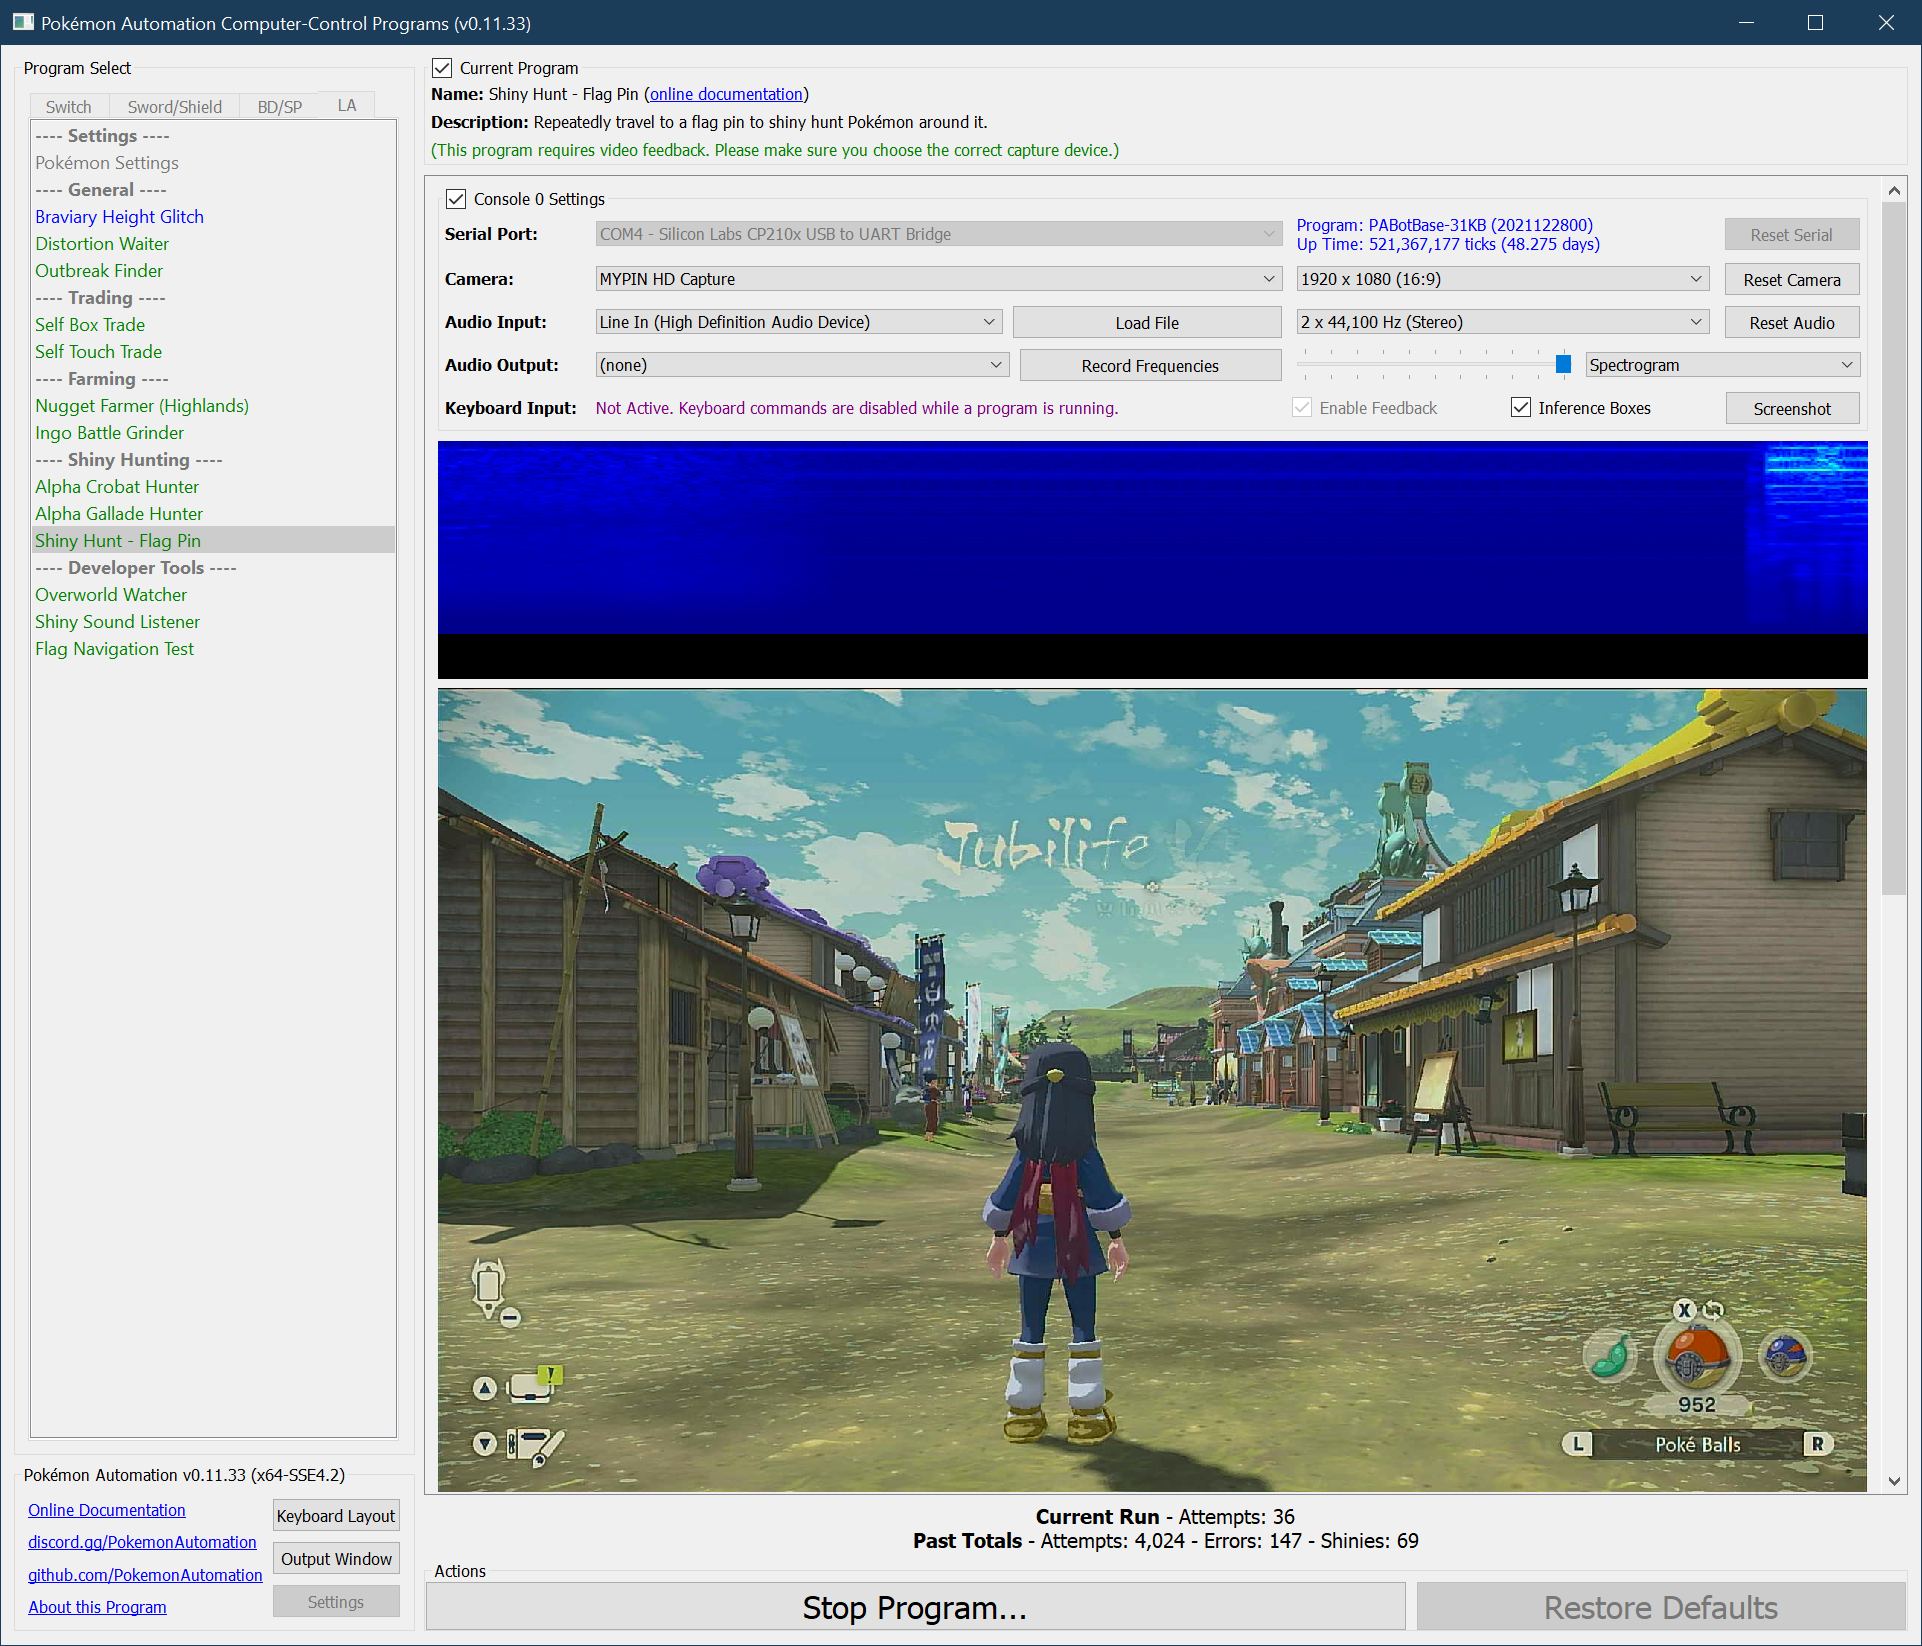 Pokémon Automation Computer-Control Programs (v0.11.33)
Program Select
Switch
Sword/Shield
BD/SP
LA
---- Settings ----
Pokémon Settings
---- General ----
Braviary Height Glitch
Distortion Waiter
Outbreak Finder
---- Trading ----
Self Box Trade
Self Touch Trade
---- Farming ----
Nugget Farmer (Highlands)
Ingo Battle Grinder
---- Shiny Hunting ----
Alpha Crobat Hunter
Alpha Gallade Hunter
Shiny Hunt - Flag Pin
---- Developer Tools ----
Overworld Watcher
Shiny Sound Listener
Flag Navigation Test
Pokémon Automation v0.11.33 (x64-SSE4.2)
Online Documentation
discord.gg/PokemonAutomation
github.com/PokemonAutomation
About this Program
Keyboard Layout
Output Window
Settings
Current Program
Name: Shiny Hunt - Flag Pin (online documentation)
Description: Repeatedly travel to a flag pin to shiny hunt Pokémon around it.
(This program requires video feedback. Please make sure you choose the correct capture device.)
Console 0 Settings
Serial Port:
COM4 - Silicon Labs CP210x USB to UART Bridge
Program: PABotBase-31KB (2021122800)
Up Time: 521,367,177 ticks (48.275 days)
Reset Serial
Camera:
MYPIN HD Capture
1920 x 1080 (16:9)
Reset Camera
Audio Input:
Line In (High Definition Audio Device)
Load File
2 x 44,100 Hz (Stereo)
Reset Audio
Audio Output:
(none)
Record Frequencies
Spectrogram
Keyboard Input:
Not Active. Keyboard commands are disabled while a program is running.
Enable Feedback
Inference Boxes
Screenshot
Jubilife
X
952
L
Poké Balls
R
Current Run - Attempts: 36
Past Totals - Attempts: 4,024 - Errors: 147 - Shinies: 69
Actions
Stop Program...
Restore Defaults